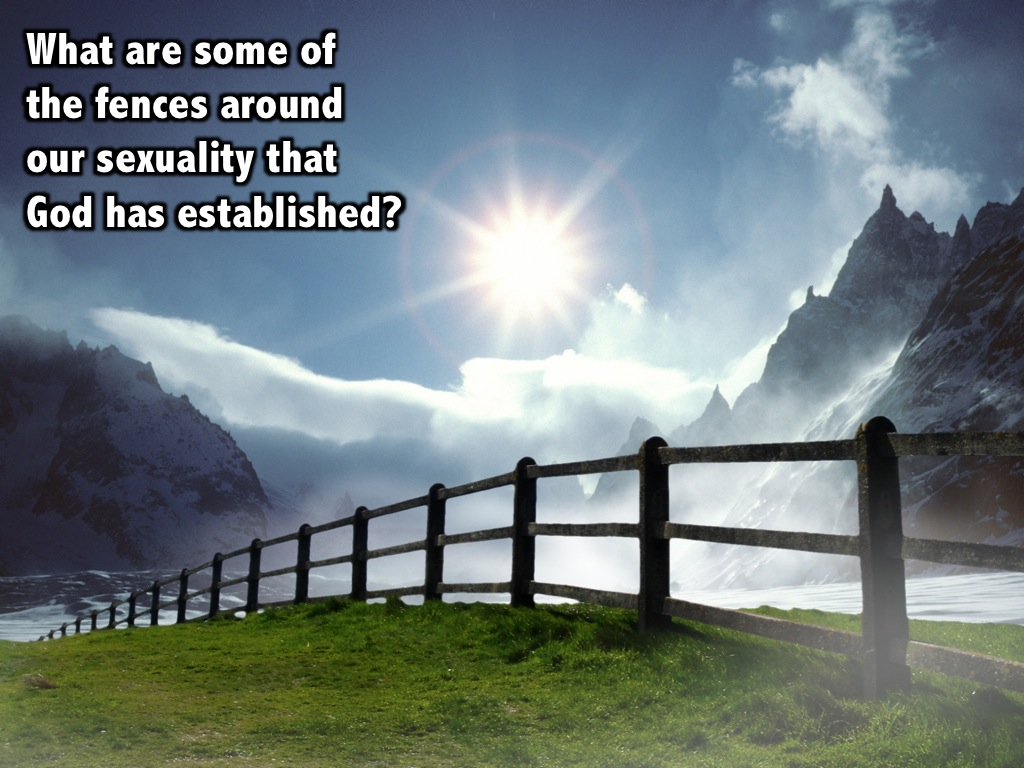 What are some of
the fences around
our sexuality that
God has established?